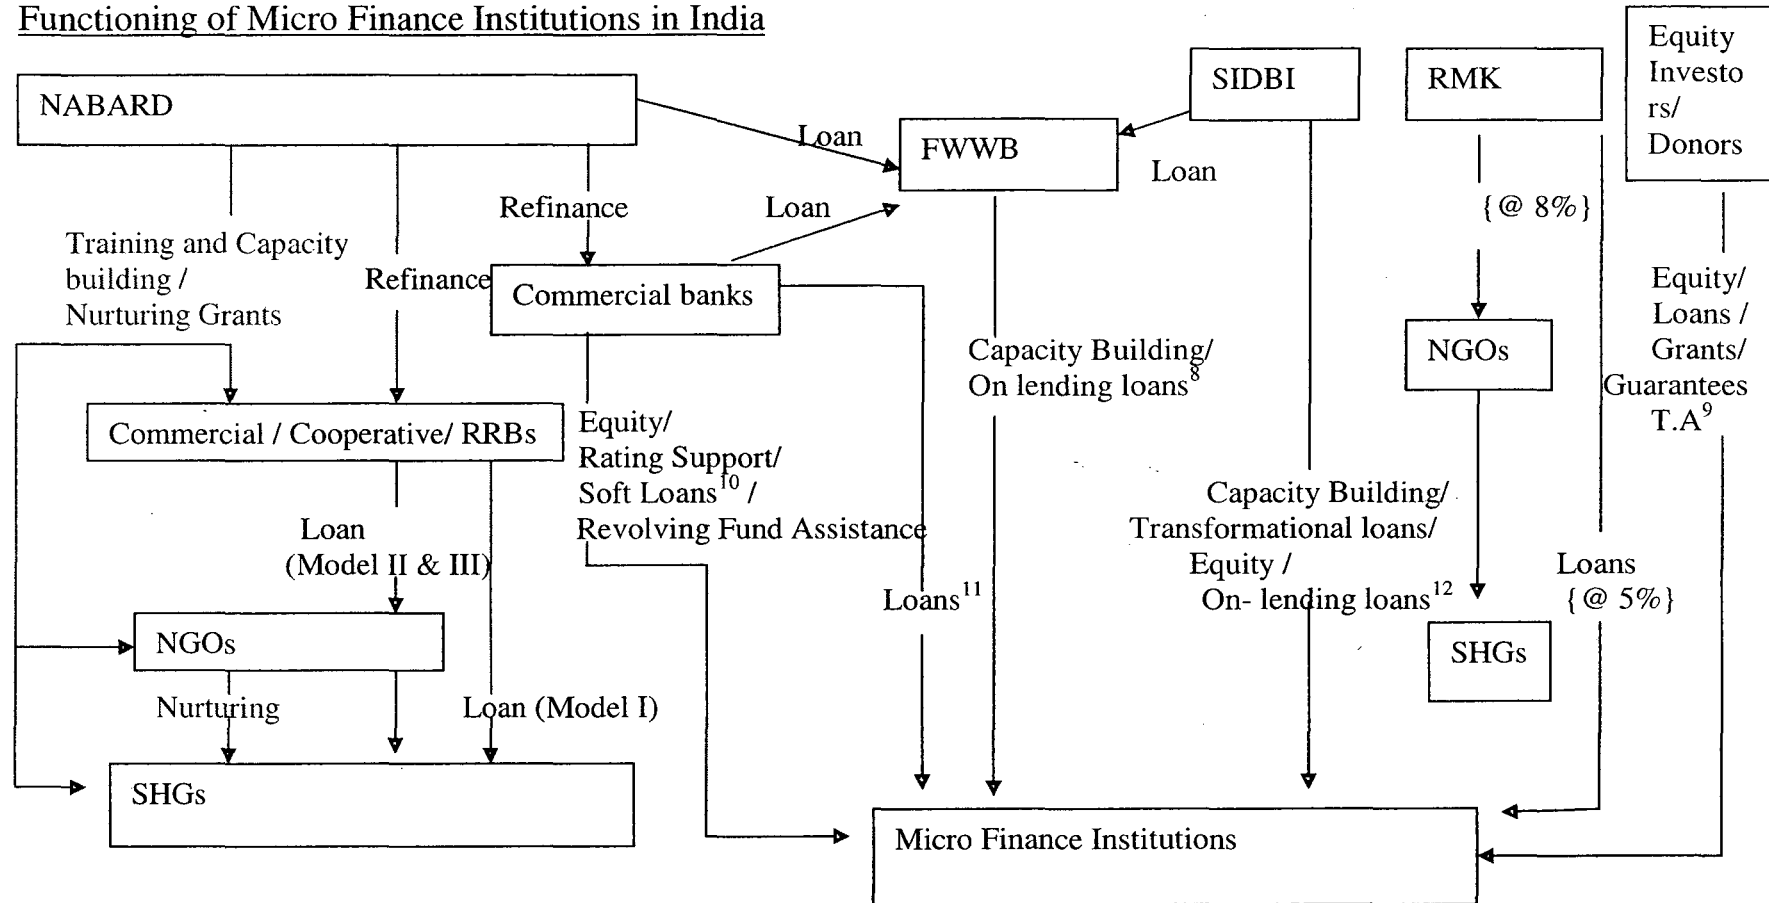 Functioning of Micro Finance Institutions in India
NABARD
SIDBI
RMK
Equity
Investo
rs/
Donors
Loan
FWWB
Loan
Refinance
Loan
{@ 8%}
Training and Capacity
building /
Nurturing Grants
Refinance
Commercial banks
Equity/
Loans /
Grants/
Guarantees
T.A9
Capacity Building/
On lending loans8
NGOs
Commercial / Cooperative/ RRBs
Equity/
Rating Support/
Soft Loans10 /
Revolving Fund Assistance
Capacity Building/
Transformational loans/
Equity /
On- lending loans12
Loan
(Model II & III)
Loans11
Loans
{@ 5%}
NGOs
SHGs
Nurturing
Loan (Model I)
SHGs
Micro Finance Institutions